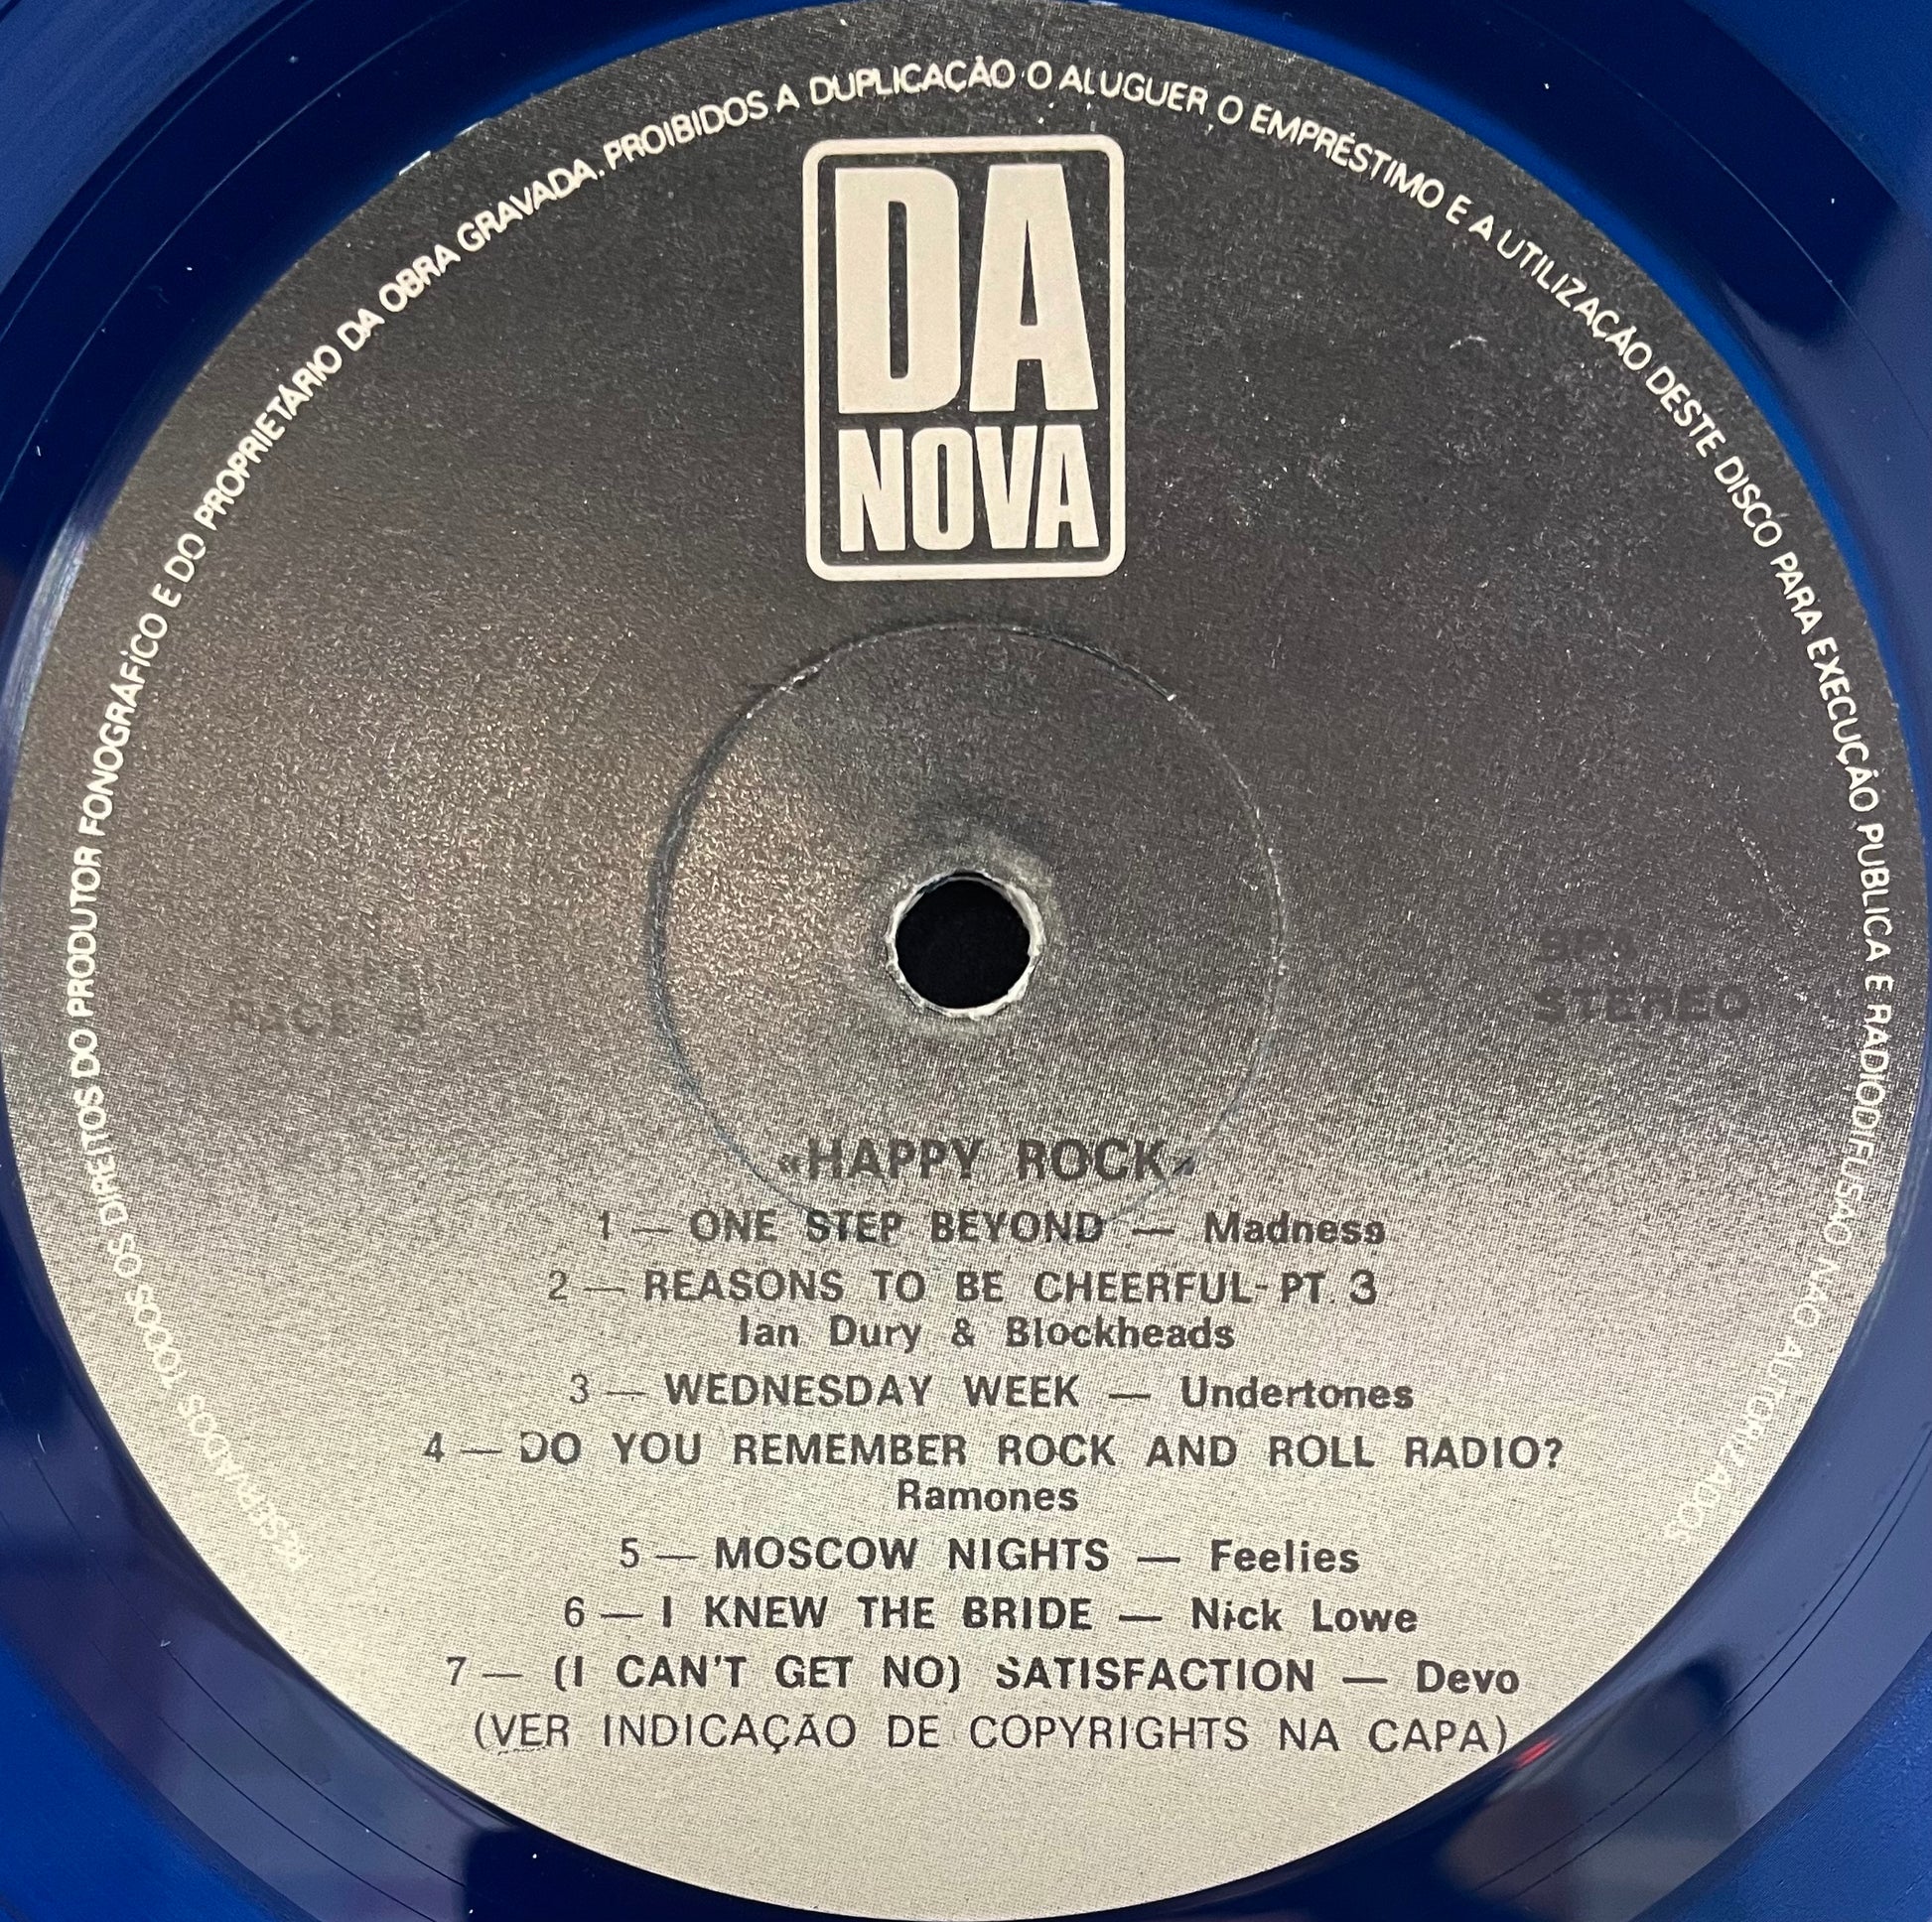 RESERVADOS TODOS OS DIREITOS DO PRODUTOR FONOGRÁFICO E DO PROPRIETÁRIO DA OBRA GRAVADA. PROIBIDOS A DUPLICAÇÃO O ALUGUER O EMPRÉSTIMO E A UTILIZAÇÃO DESTE DISCO PARA EXECUÇÃO PUBLICA E RADIODIFUSÃO NÃO AUTORIZADOS
DA
NOVA
STEREO
«HAPPY ROCK»
1 — ONE STEP BEYOND — Madness
2 — REASONS TO BE CHEERFUL - PT. 3
Ian Dury & Blockheads
3 — WEDNESDAY WEEK — Undertones
4 — DO YOU REMEMBER ROCK AND ROLL RADIO?
Ramones
5 — MOSCOW NIGHTS — Feelies
6 — I KNEW THE BRIDE — Nick Lowe
7 — (I CAN'T GET NO) SATISFACTION — Devo
(VER INDICAÇÃO DE COPYRIGHTS NA CAPA)